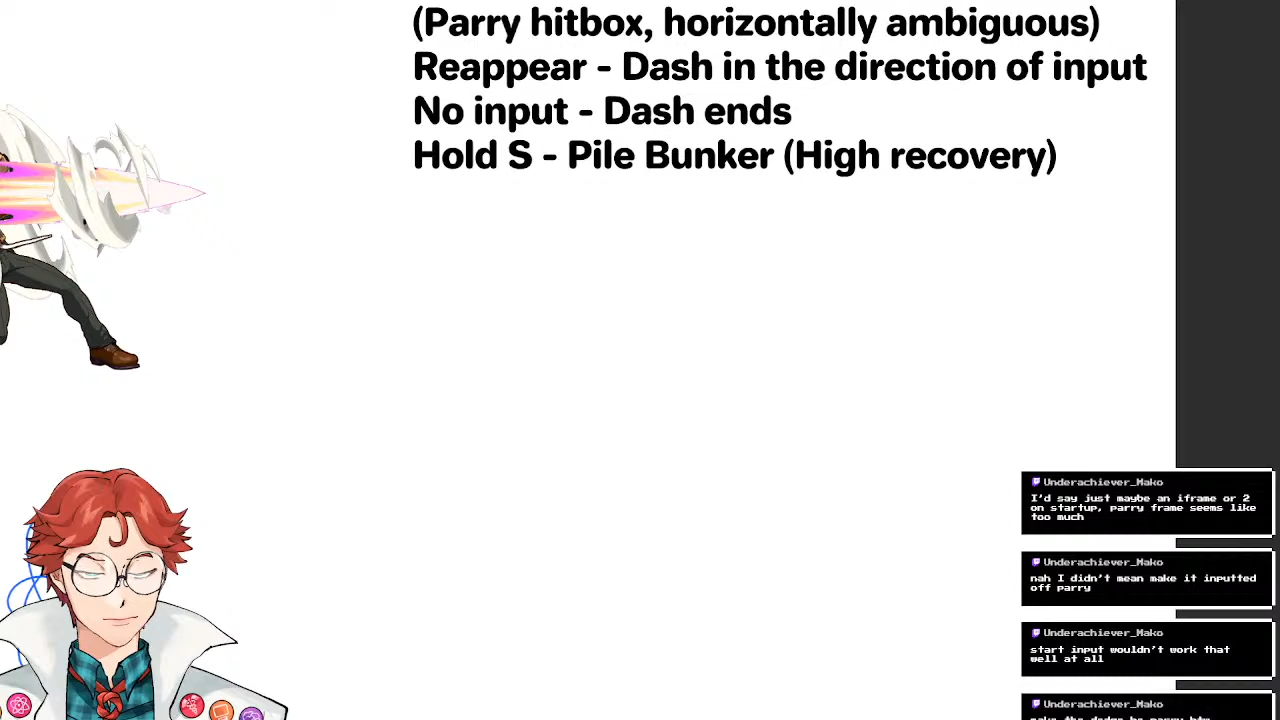 (Parry hitbox, horizontally ambiguous)
Reappear - Dash in the direction of input
No input - Dash ends
Hold S - Pile Bunker (High recovery)
Underachiever_Mako
I'd say just maybe an iframe or 2
on startup, parry frame seems like
too much
Underachiever_Mako
nah I didn't mean make it inputted
off parry
Underachiever_Mako
start input wouldn't work that
well at all
Underachiever_Mako